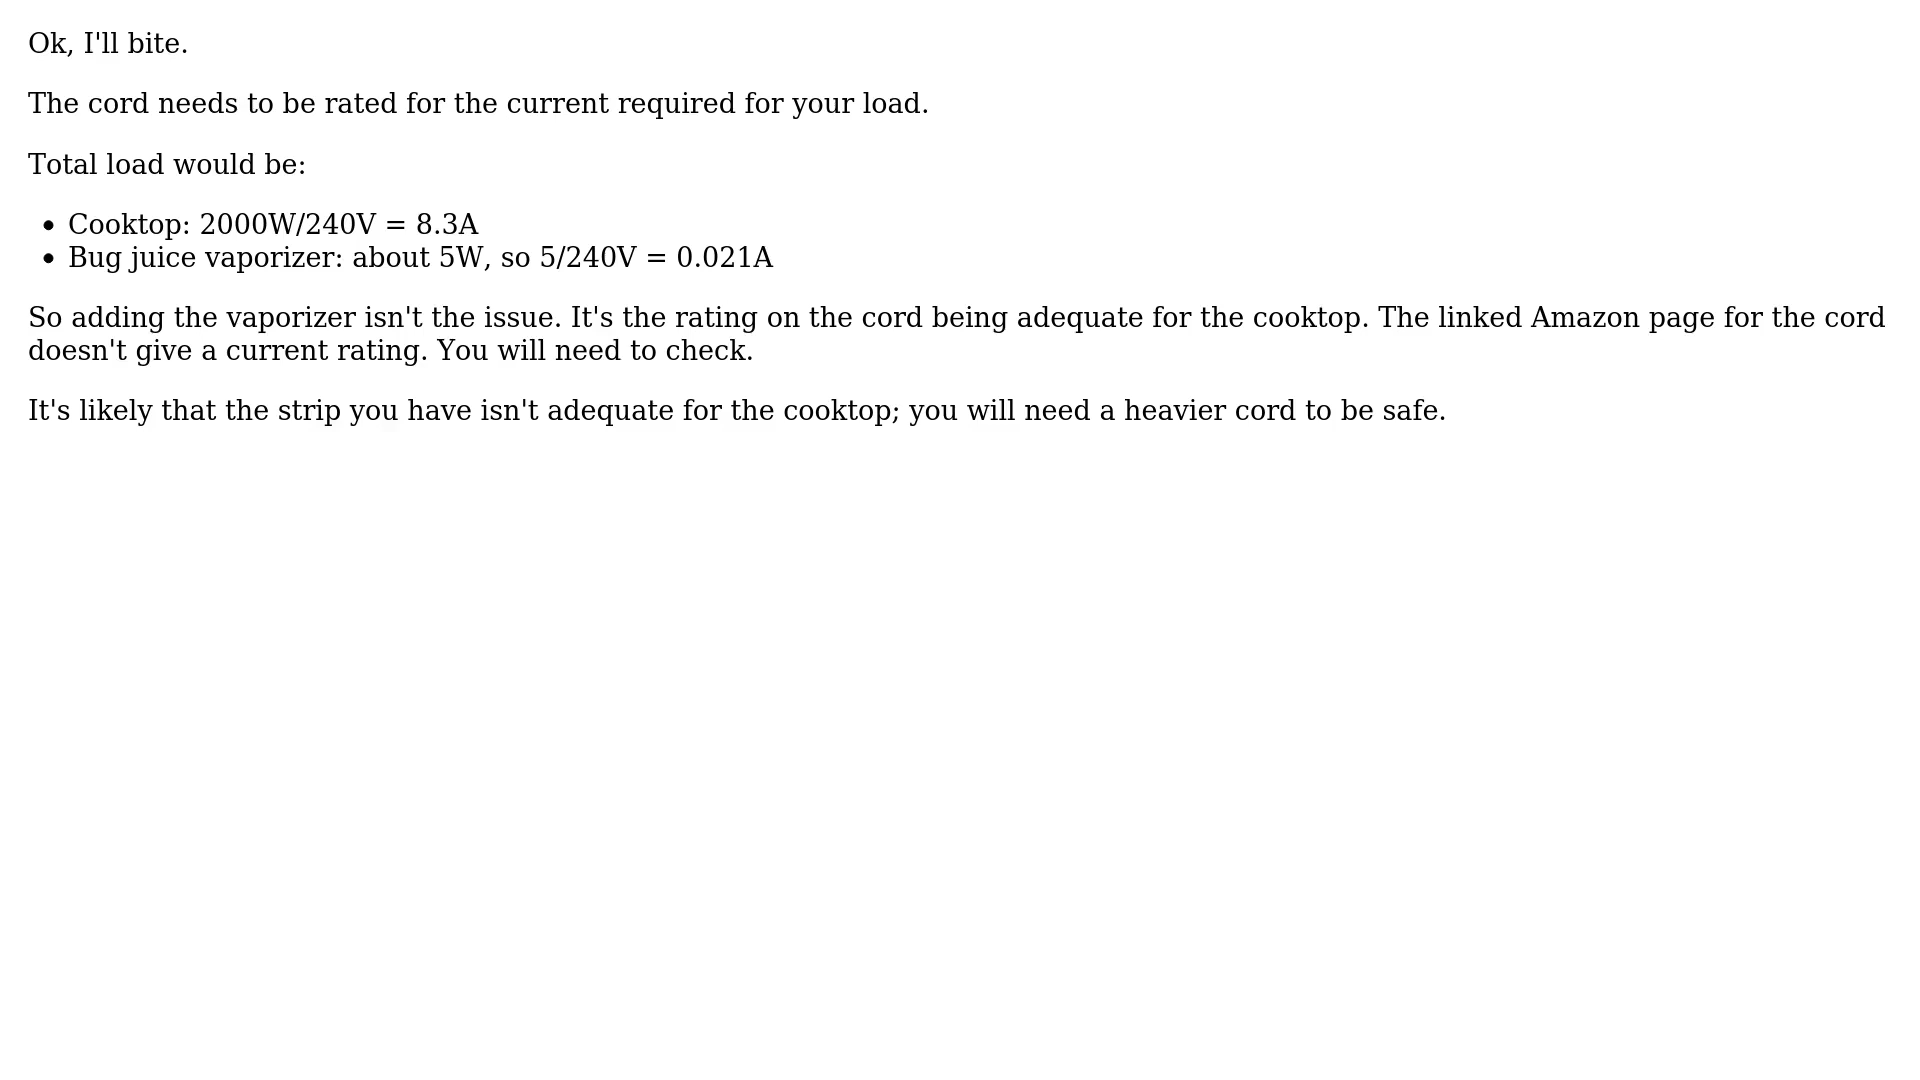 Ok, I'll bite.
The cord needs to be rated for the current required for your load.
Total load would be:
• Cooktop: 2000W/240V = 8.3A
• Bug juice vaporizer: about 5W, so 5/240V = 0.021A
So adding the vaporizer isn't the issue. It's the rating on the cord being adequate for the cooktop. The linked Amazon page for the cord
doesn't give a current rating. You will need to check.
It's likely that the strip you have isn't adequate for the cooktop; you will need a heavier cord to be safe.